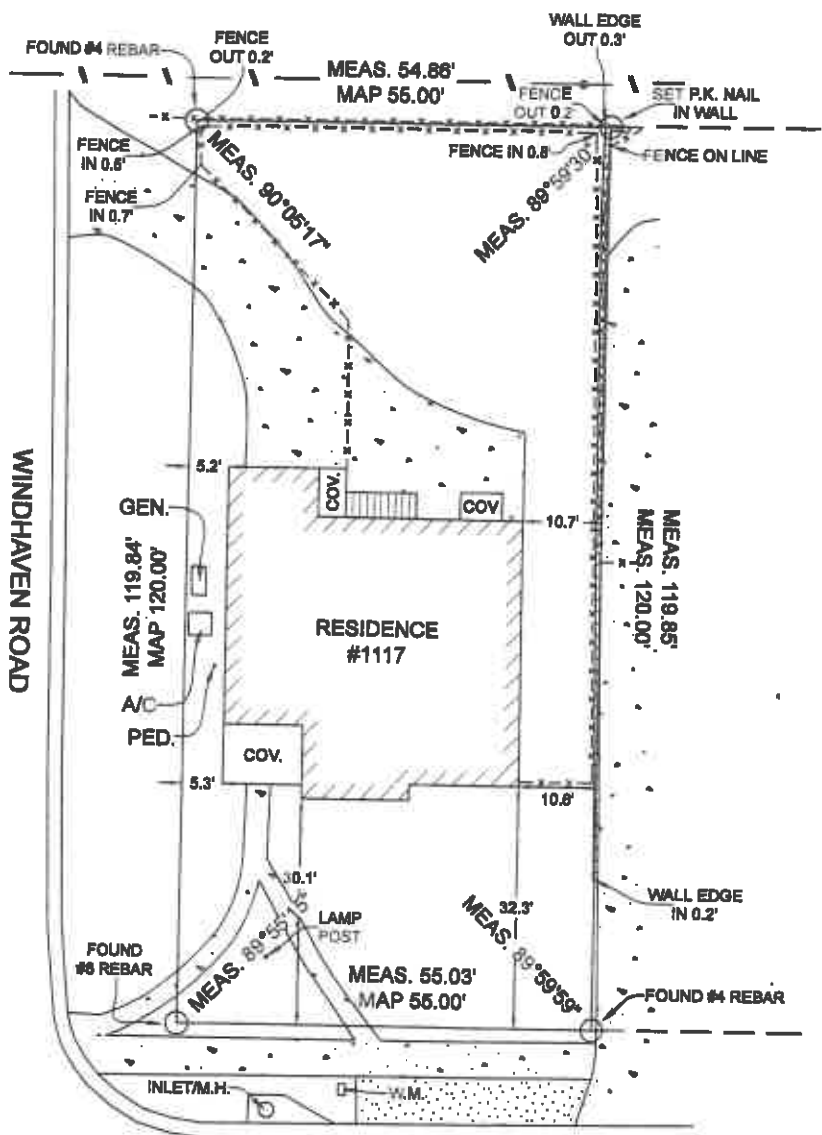 WALL EDGE
OUT 0.3'
FENCE
OUT 0.2'
FOUND #4 REBAR
MEAS. 54.86'
MAP 55.00'
FENCE
OUT 0.2'
SET P.K. NAIL
IN WALL
FENCE
IN 0.6'
FENCE IN 0.8'
FENCE ON LINE
FENCE
IN 0.7'
MEAS. 90°05'17"
MEAS. 89°59'30"
WINDHAVEN ROAD
5.2'
COV.
COV
10.7'
GEN.
MEAS. 119.84'
MAP 120.00'
MEAS. 119.85'
MEAS. 120.00'
RESIDENCE
#1117
A/C
PED.
COV.
5.3'
10.6'
30.1'
32.3'
WALL EDGE
IN 0.2'
LAMP
POST
FOUND
#6 REBAR
MEAS. 89°55'15"
MEAS. 89°59'59"
MEAS. 55.03'
MAP 55.00'
FOUND #4 REBAR
INLET/M.H.
W.M.